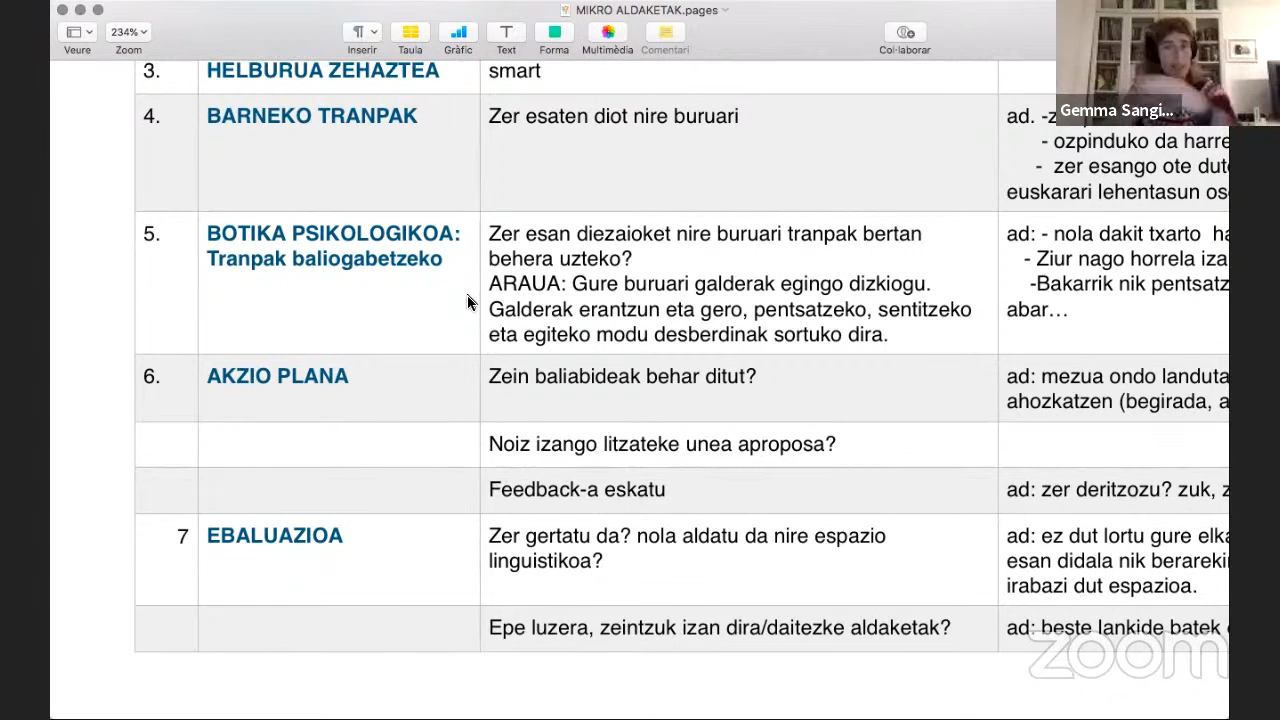 MIKRO ALDAKETAK.pages
234%
Veure
Zoom
Inserir
Taula
Gràfic
Text
Forma
Multimèdia
Comentari
Col·laborar
Gemma Sangi...
3. HELBURUA ZEHAZTEA smart
4. BARNEKO TRANPAK Zer esaten diot nire buruari ad.
- ozpinduko da
- zer esango ote
euskarari lehentasun
5. BOTIKA PSIKOLOGIKOA: Zer esan diezaioket nire buruari tranpak bertan ad: - nola dakit txarto
Tranpak baliogabetzeko behera uzteko? - Ziur nago horrela
ARAUA: Gure buruari galderak egingo dizkiogu. -Bakarrik nik
Galderak erantzun eta gero, pentsatzeko, sentitzeko abar…
eta egiteko modu desberdinak sortuko dira.
6. AKZIO PLANA Zein baliabideak behar ditut? ad: mezua ondo
ahozkatzen (begirada,
Noiz izango litzateke unea aproposa?
Feedback-a eskatu ad: zer deritzozu? zuk,
7 EBALUAZIOA Zer gertatu da? nola aldatu da nire espazio ad: ez dut lortu gure
linguistikoa? esan didala nik
irabazi dut espazioa.
Epe luzera, zeintzuk izan dira/daitezke aldaketak? ad: beste lankide batek
zoom